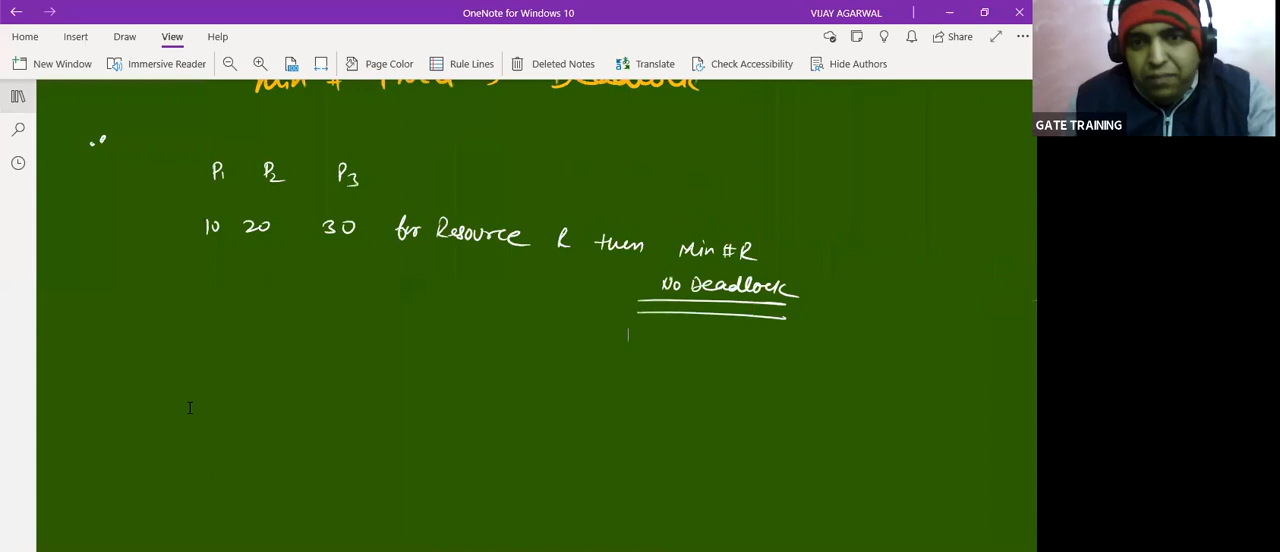 OneNote for Windows 10
VIJAY AGARWAL
Home Insert Draw View Help
Share
New Window Immersive Reader Page Color Rule Lines Deleted Notes Translate Check Accessibility Hide Authors
GATE TRAINING
Deadlock
P1 P2 P3
10 20 30 for Resource R then Min #R
No Deadlock